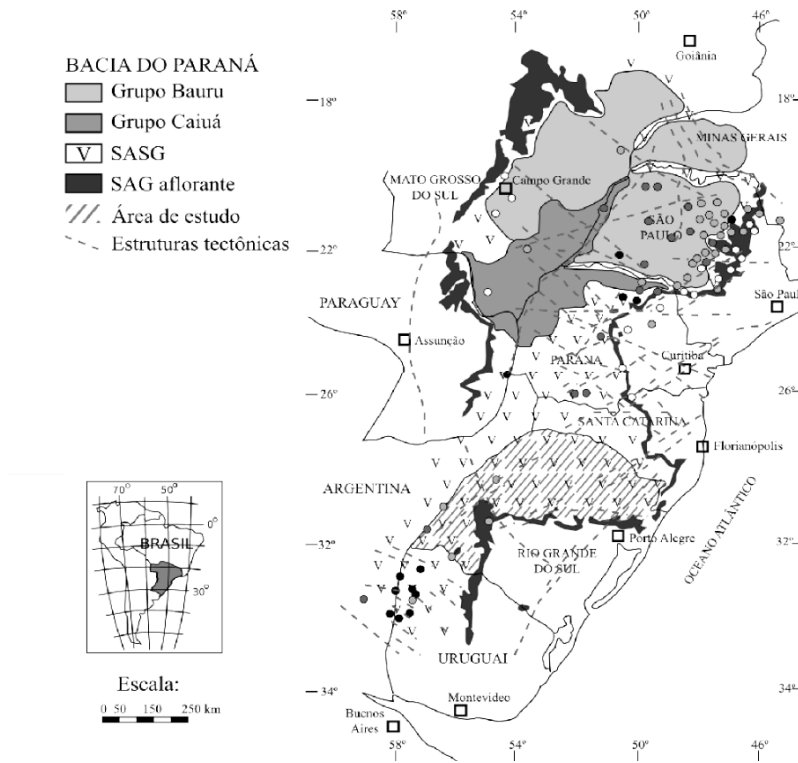 58º 54º 50º 46º
Goiânia
BACIA DO PARANÁ
Grupo Bauru
18º 18º
Grupo Caiuá
MINAS GERAIS
V SASG
SAG aflorante
MATO GROSSO
DO SUL
Campo Grande
Área de estudo
SÃO
PAULO
Estruturas tectônicas
22º 22º
PARAGUAY
São Paul
Assunção
PARANÁ
Curitiba
26º 26º
SANTA CATARINA
Florianópolis
ARGENTINA
70º 50º
0º
BRASIL
30º
OCEANO ATLÂNTICO
32º 32º
Porto Alegre
RIO GRANDE
DO SUL
URUGUAI
Escala:
0 50 150 250 km
34º 34º
Montevideo
Bucnos
Aires
58º 54º 50º 46º